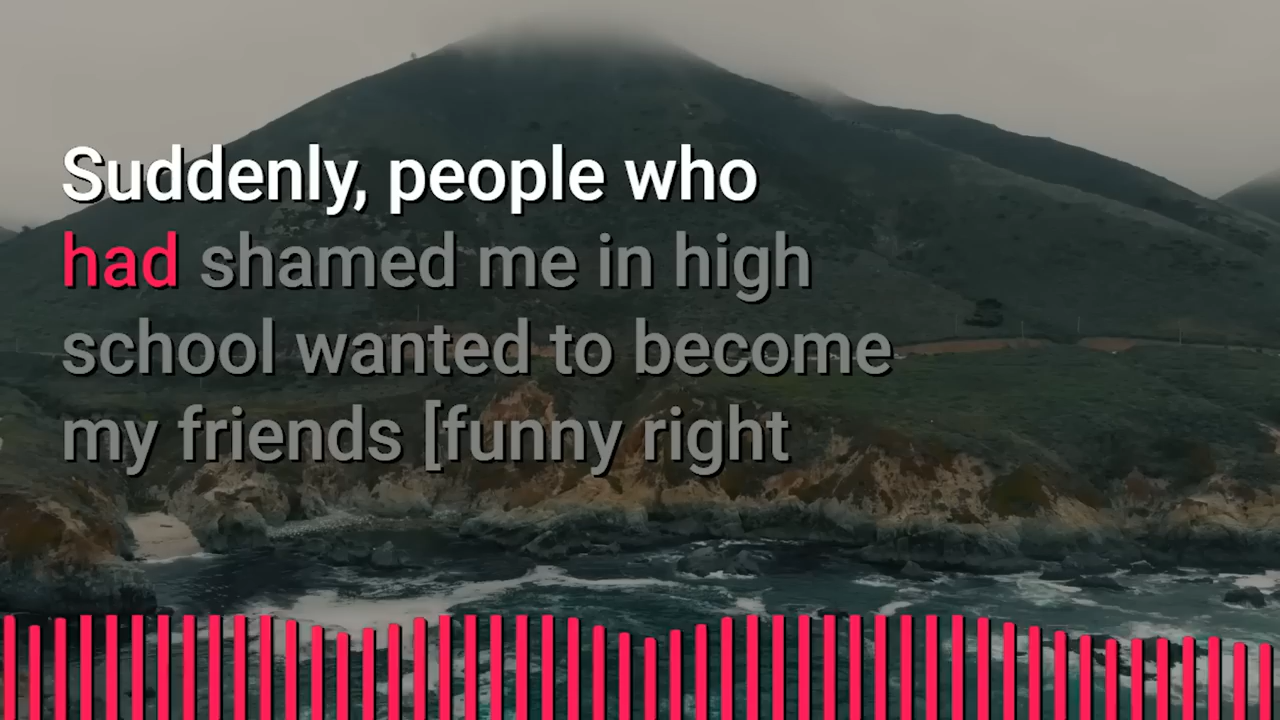 Suddenly, people who
had shamed me in high
school wanted to become
my friends [funny right